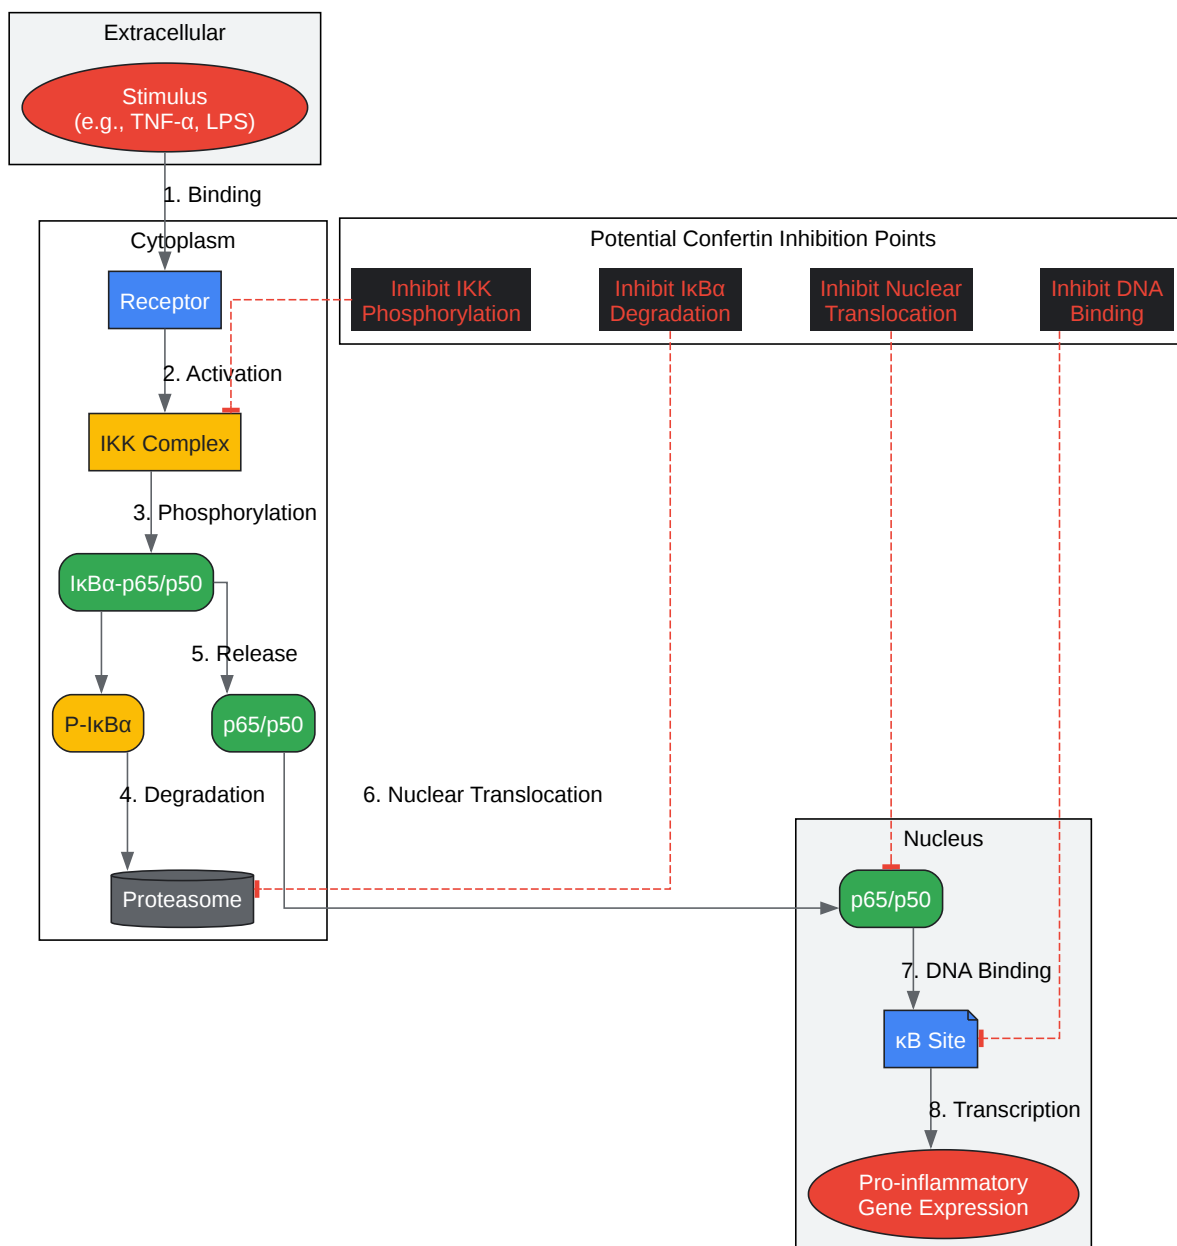 Extracellular
Stimulus
(e.g., TNF-α, LPS)
1. Binding
Cytoplasm
Receptor
2. Activation
IKK Complex
3. Phosphorylation
IκBα-p65/p50
5. Release
P-IκBα
p65/p50
4. Degradation
Proteasome
6. Nuclear Translocation
Potential Confertin Inhibition Points
Inhibit IKK
Phosphorylation
Inhibit IκBα
Degradation
Inhibit Nuclear
Translocation
Inhibit DNA
Binding
Nucleus
p65/p50
7. DNA Binding
κB Site
8. Transcription
Pro-inflammatory
Gene Expression